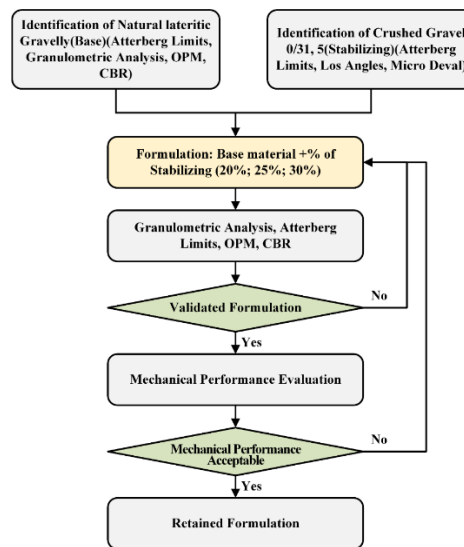 Identification of Natural lateritic
Gravelly(Base)(Atterberg Limits,
Granulometric Analysis, OPM,
CBR)
Identification of Crushed Gravel
0/31, 5(Stabilizing)(Atterberg
Limits, Los Angles, Micro Deval)
Formulation: Base material +% of
Stabilizing (20%; 25%; 30%)
Granulometric Analysis, Atterberg
Limits, OPM, CBR
Validated Formulation
No
Yes
Mechanical Performance Evaluation
Mechanical Performance
Acceptable
No
Yes
Retained Formulation